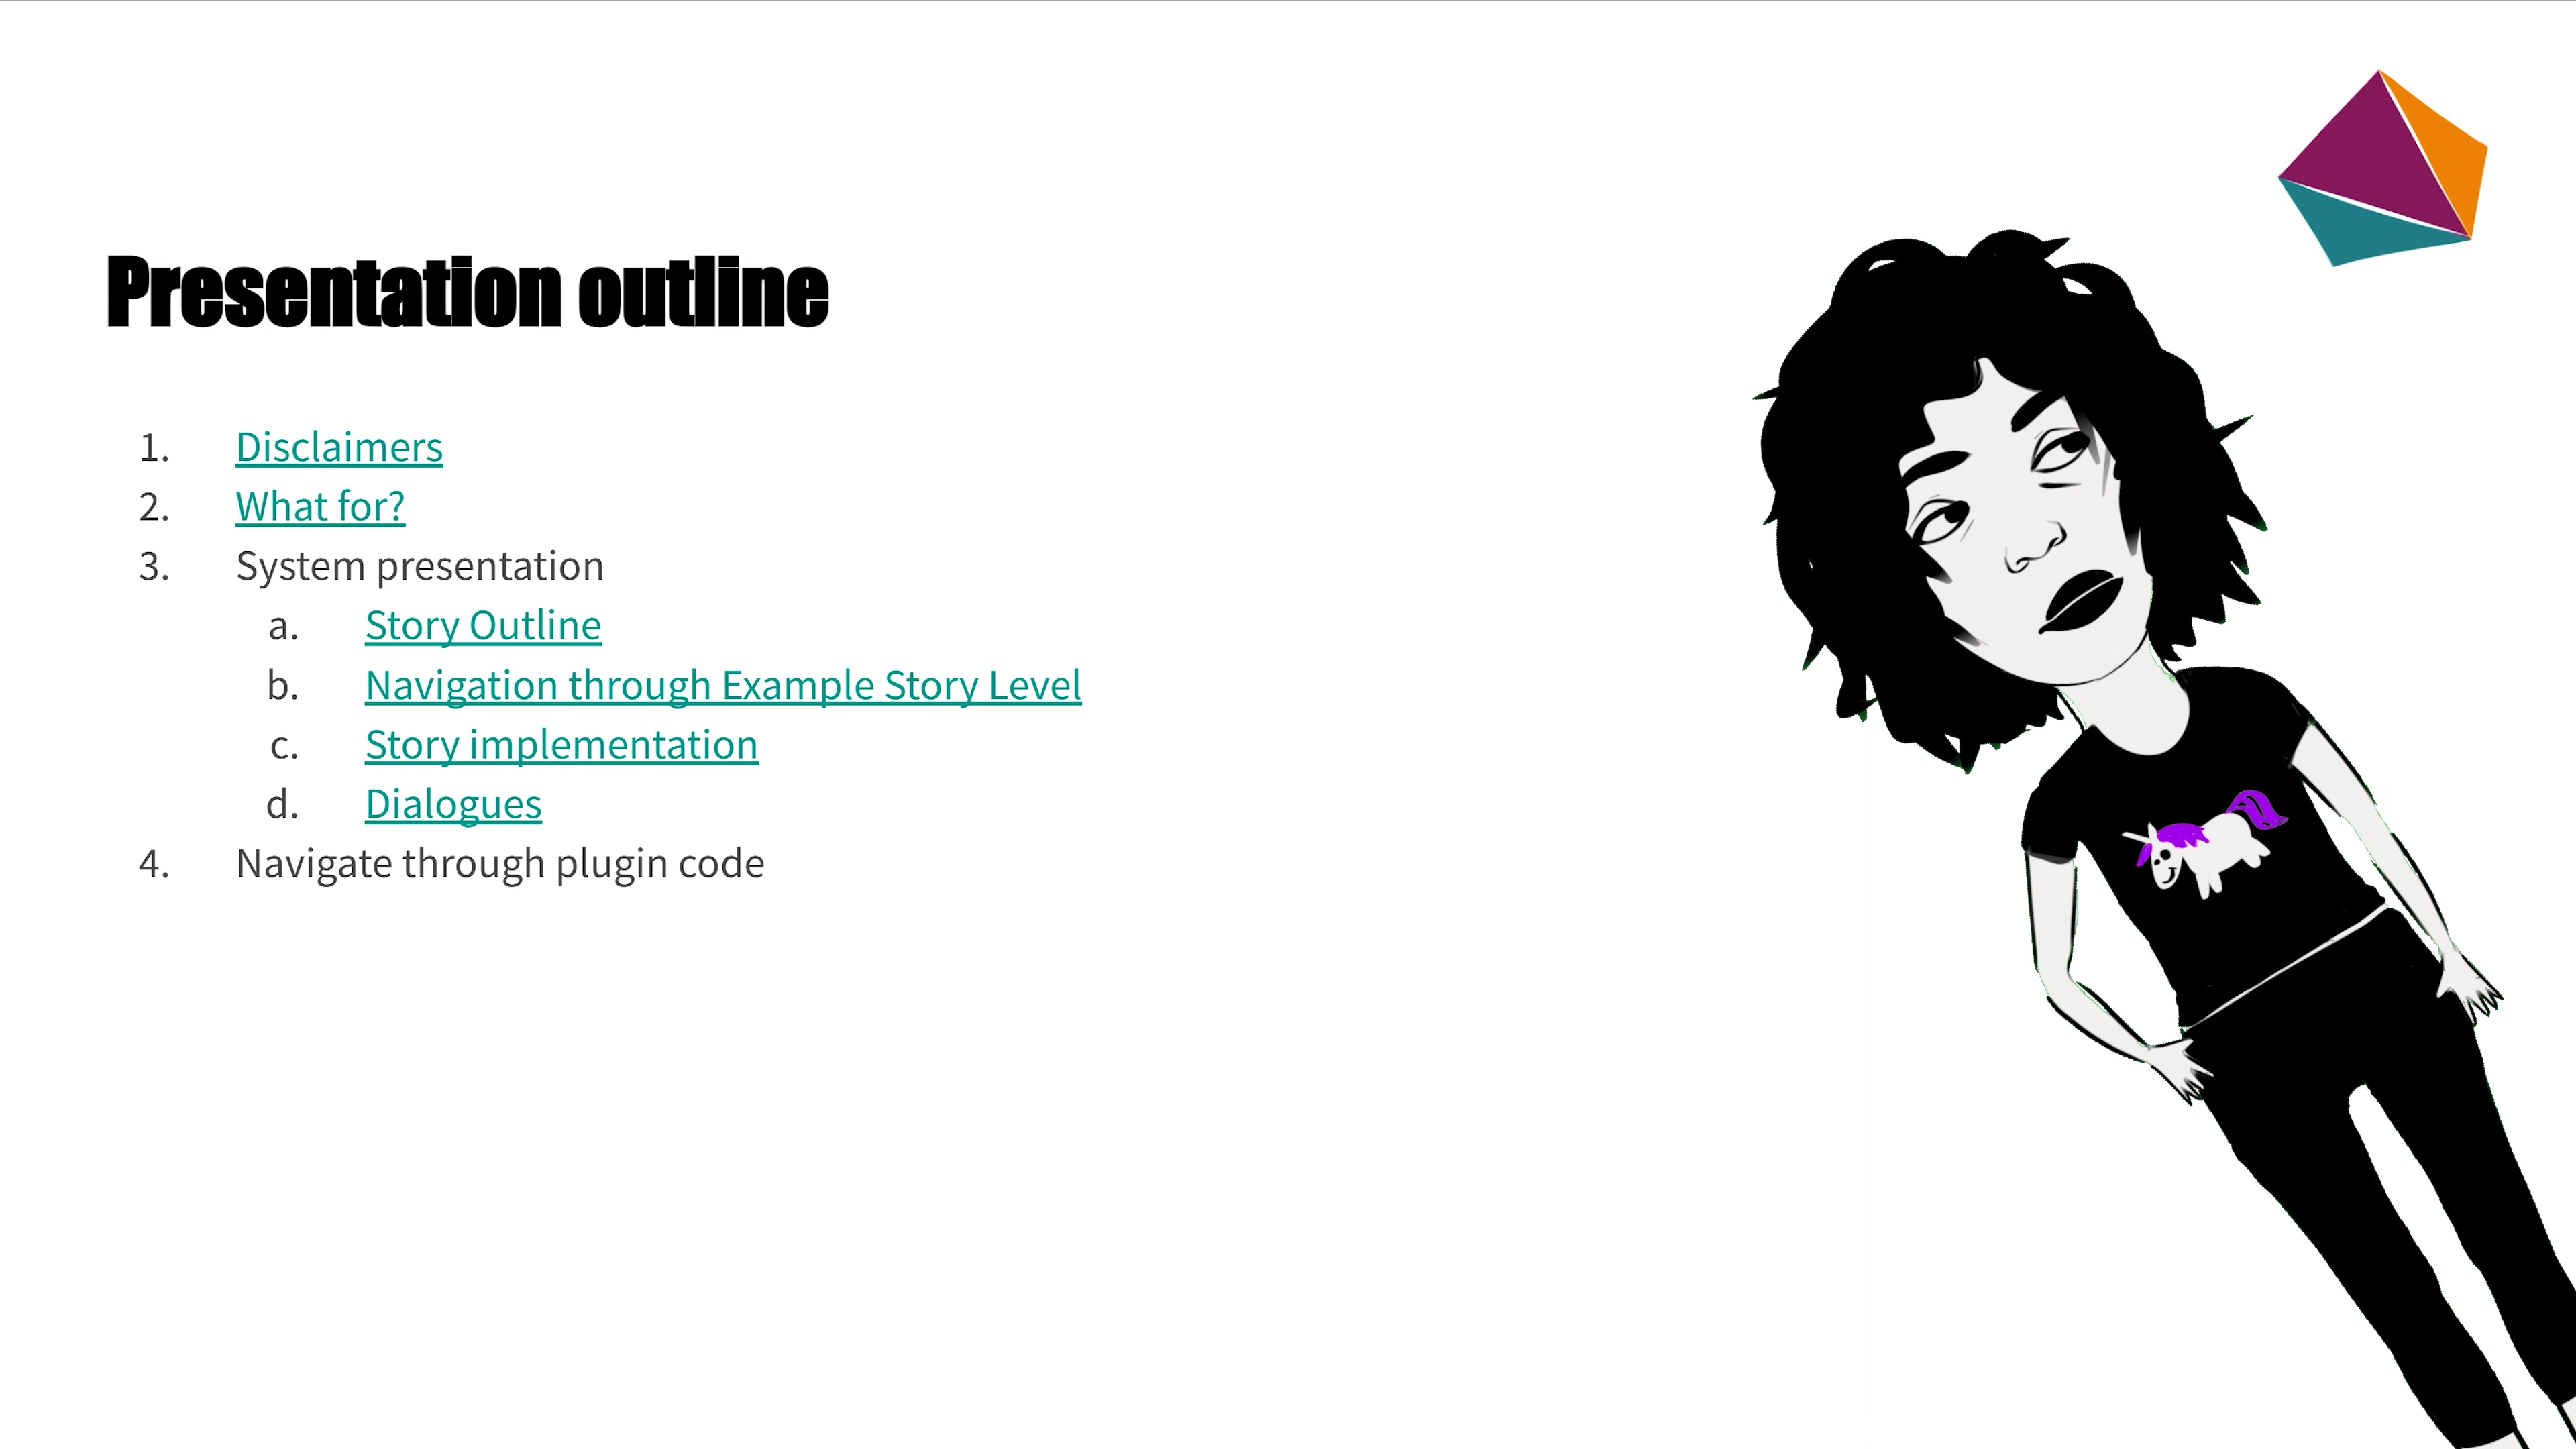 Presentation outline
1. Disclaimers
2. What for?
3. System presentation
a. Story Outline
b. Navigation through Example Story Level
c. Story implementation
d. Dialogues
4. Navigate through plugin code